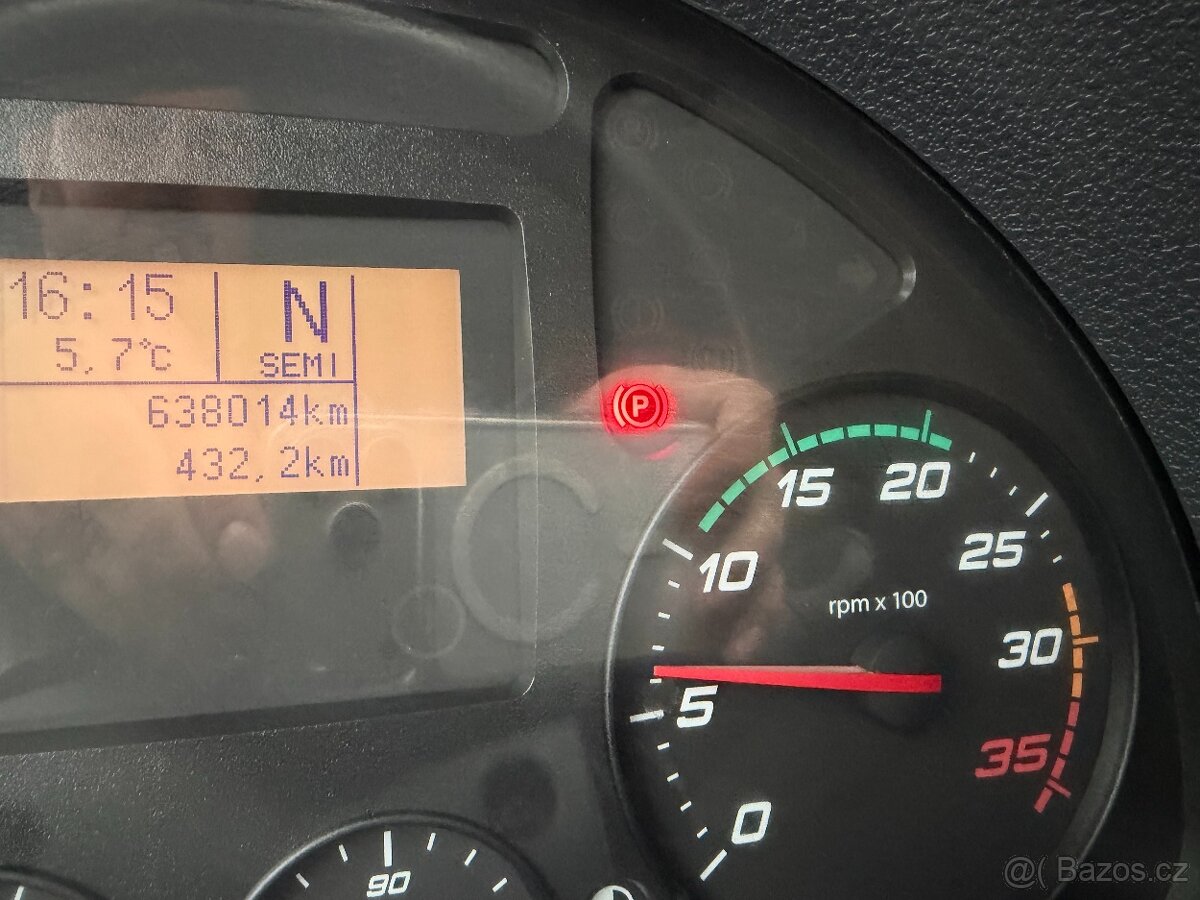 16:15
N
5,7°C
SEMI
638014km
432,2km
P
15
20
10
25
rpm x 100
30
5
35
0
90
@( Bazos.cz